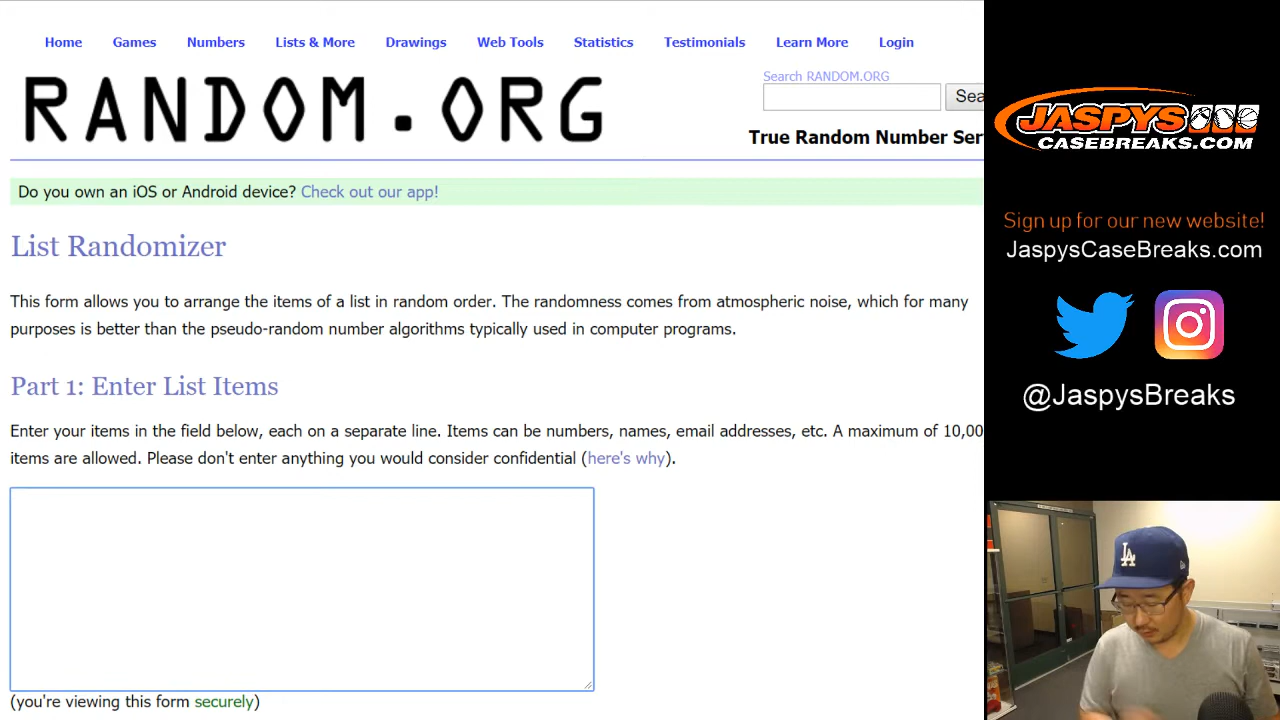 Home Games Numbers Lists & More Drawings Web Tools Statistics Testimonials Learn More Login
RANDOM.ORG
Search RANDOM.ORG
Sea
True Random Number Ser
Do you own an iOS or Android device? Check out our app!
List Randomizer
This form allows you to arrange the items of a list in random order. The randomness comes from atmospheric noise, which for many
purposes is better than the pseudo-random number algorithms typically used in computer programs.
Part 1: Enter List Items
Enter your items in the field below, each on a separate line. Items can be numbers, names, email addresses, etc. A maximum of 10,00
items are allowed. Please don't enter anything you would consider confidential (here's why).
(you're viewing this form securely)
JASPYS
CASEBREAKS.COM
Sign up for our new website!
JaspysCaseBreaks.com
@JaspysBreaks
LA